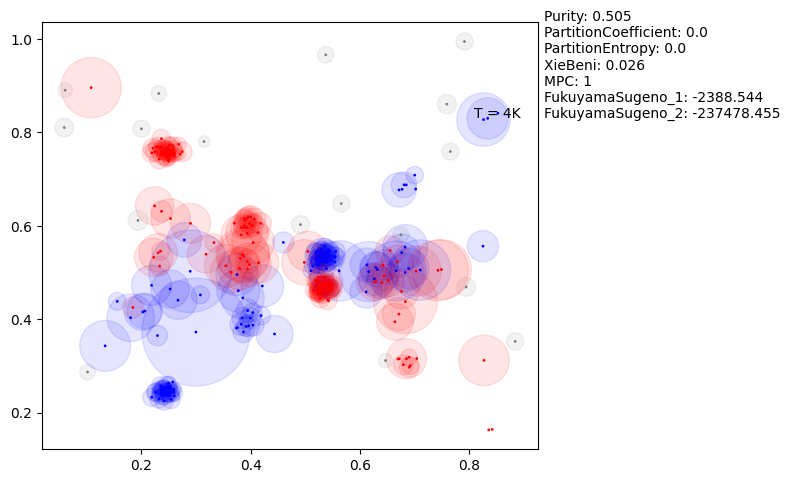 Purity: 0.505
PartitionCoefficient: 0.0
PartitionEntropy: 0.0
XieBeni: 0.026
MPC: 1
FukuyamaSugeno_1: -2388.544
FukuyamaSugeno_2: -237478.455
T = 4K
1.0
0.8
0.6
0.4
0.2
0.2 0.4 0.6 0.8